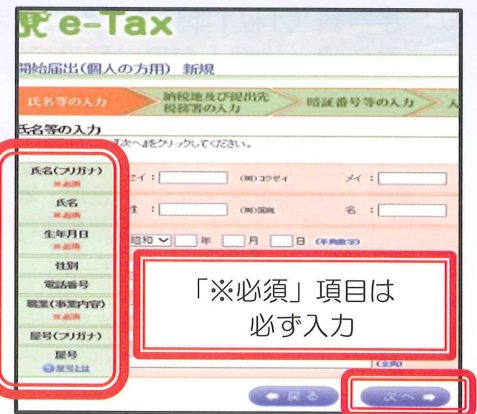 e-Tax
開始届出(個人の方用) 新規
氏名等の入力
納税地及び提出先
税務署の入力
暗証番号等の入力
氏名等の入力
『次へ』をクリックしてください。
氏名(フリガナ)
※必須
セイ:
(例)コクゼイ
メイ:
氏名
※必須
姓:
(例)国税
名:
生年月日
※必須
昭和
年
月
日
(半角数字)
性別
電話番号
職業(事業内容)
※必須
屋号(フリガナ)
屋号
屋号とは
(全角)
「※必須」項目は
必ず入力
戻る
次へ